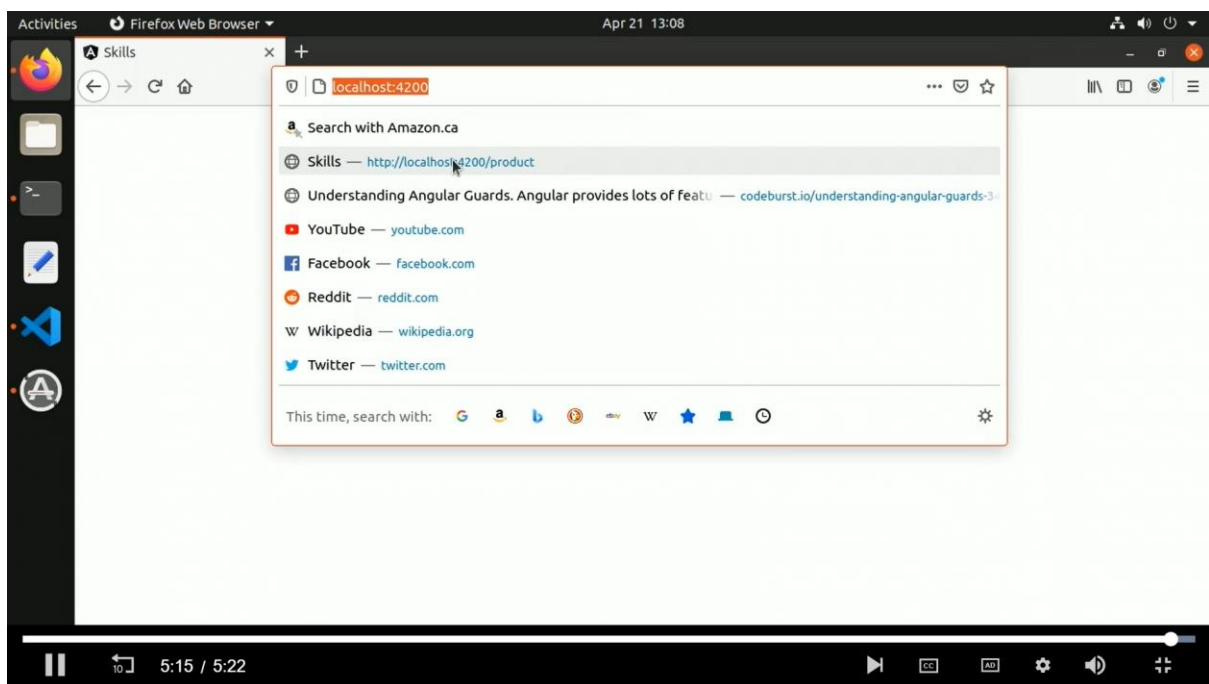 Activities Firefox Web Browser Apr 21 13:08
Skills
localhost:4200
Search with Amazon.ca
Skills — http://localhost:4200/product
Understanding Angular Guards. Angular provides lots of featu — codeburst.io/understanding-angular-guards-3
YouTube — youtube.com
Facebook — facebook.com
Reddit — reddit.com
Wikipedia — wikipedia.org
Twitter — twitter.com
This time, search with:
5:15 / 5:22